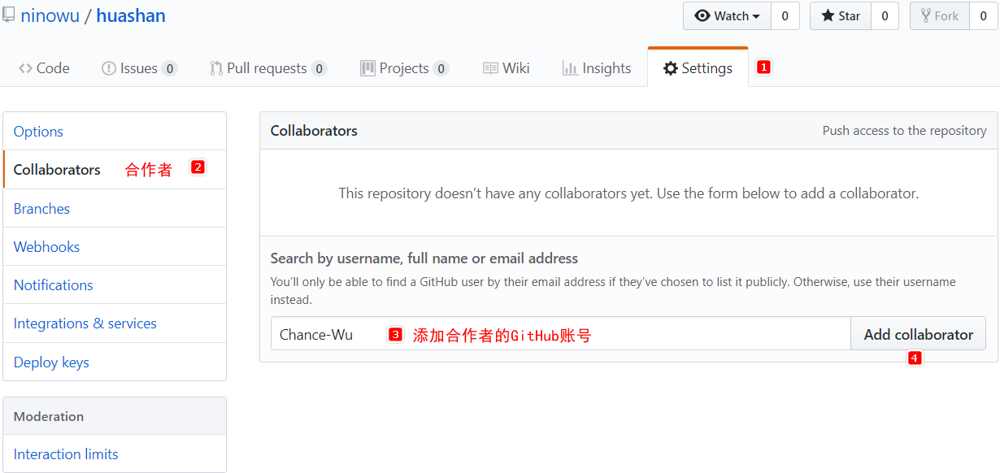 ninowu / huashan
Watch 0 Star 0 Fork 0
Code Issues 0 Pull requests 0 Projects 0 Wiki Insights Settings 1
Options
Collaborators 合作者 2
Branches
Webhooks
Notifications
Integrations & services
Deploy keys
Moderation
Interaction limits
Collaborators Push access to the repository
This repository doesn’t have any collaborators yet. Use the form below to add a collaborator.
Search by username, full name or email address
You’ll only be able to find a GitHub user by their email address if they’ve chosen to list it publicly. Otherwise, use their username
instead.
Chance-Wu 3 添加合作者的GitHub账号 Add collaborator
4